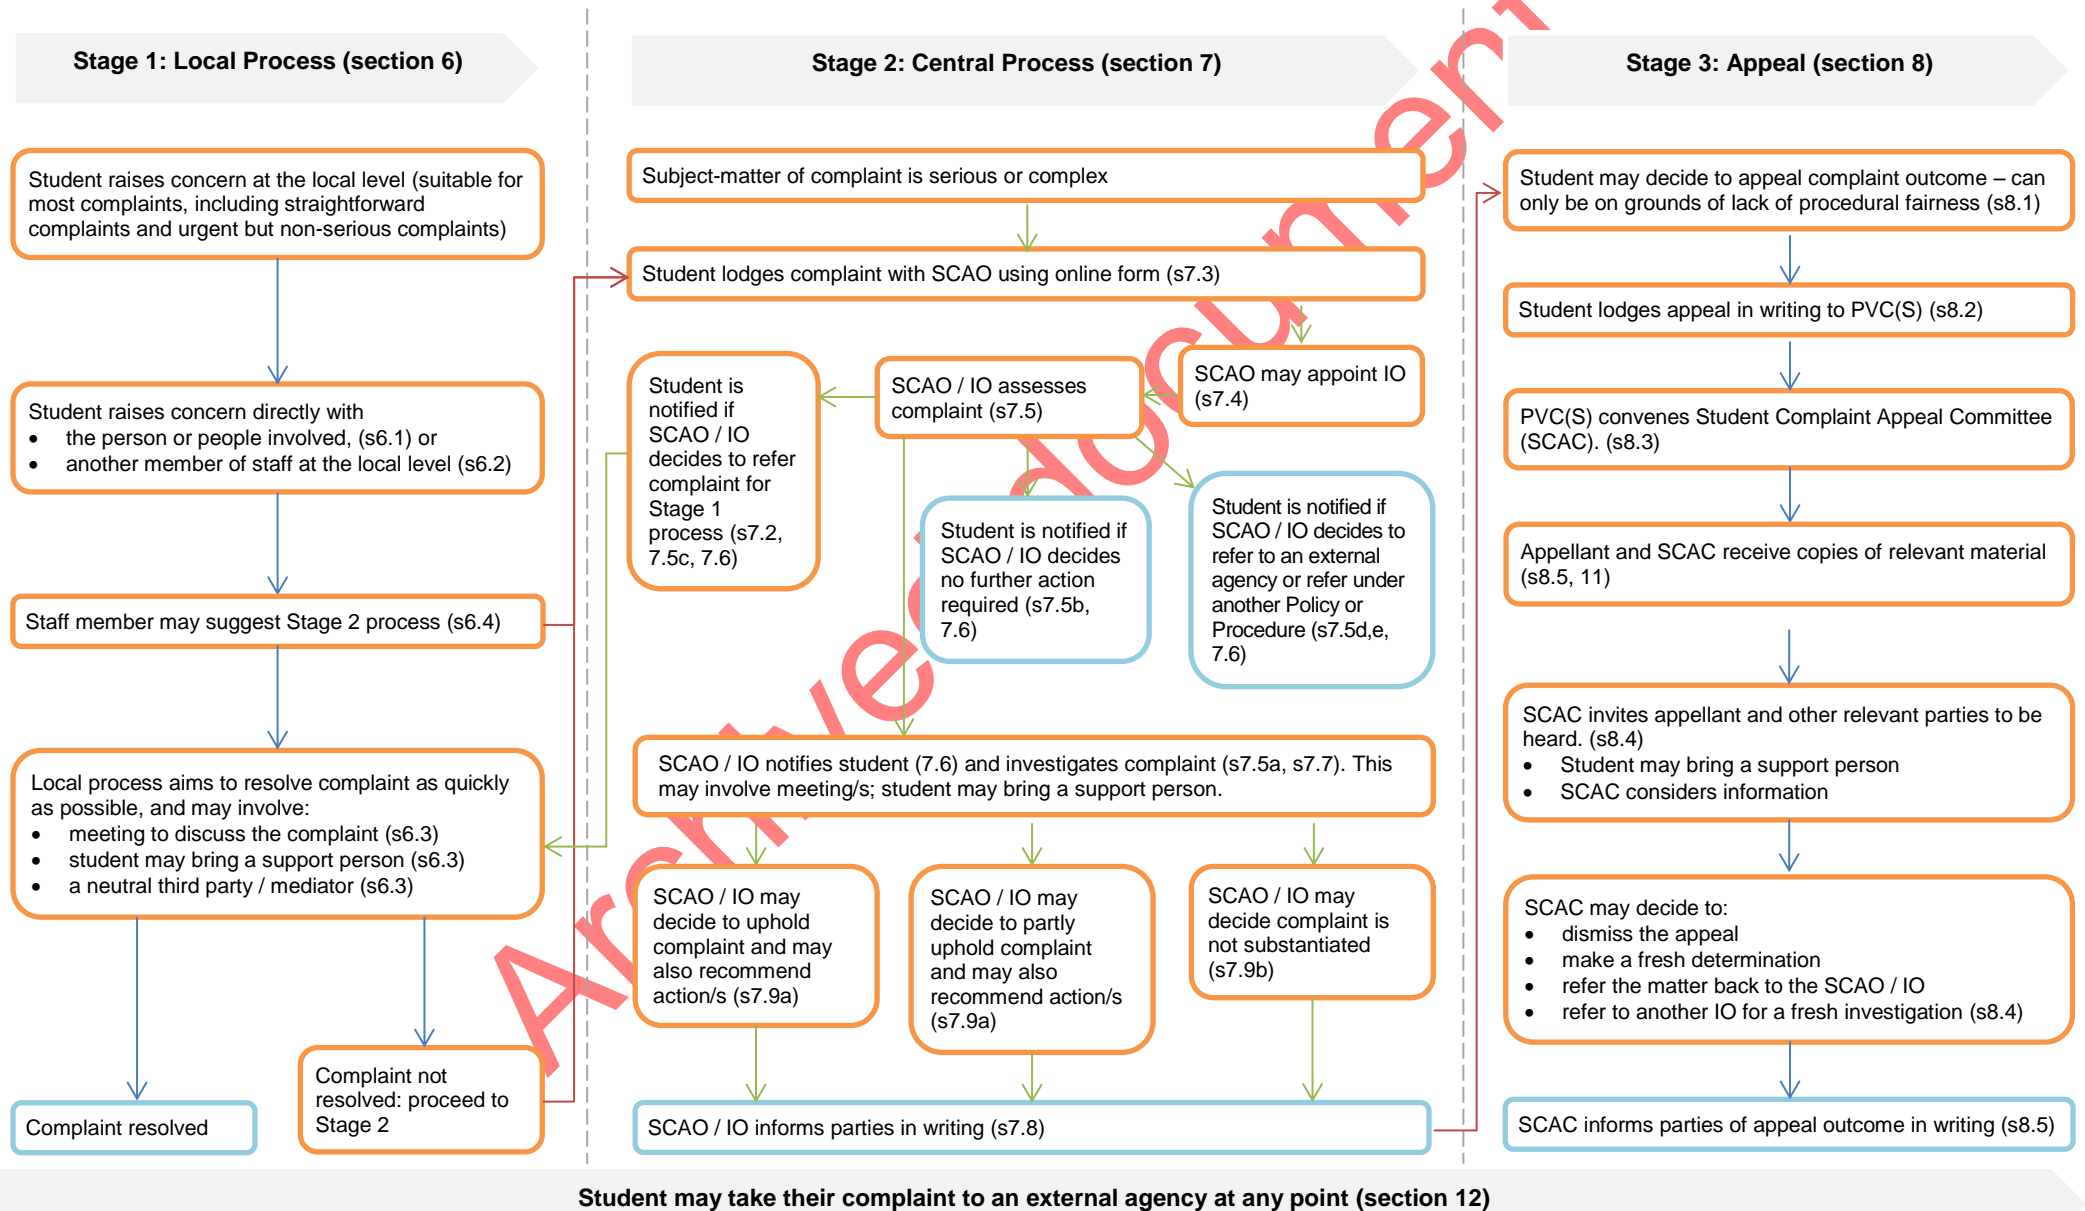 Stage 1: Local Process (section 6)
Student raises concern at the local level (suitable for
most complaints, including straightforward
complaints and urgent but non-serious complaints)
Student raises concern directly with
• the person or people involved, (s6.1) or
• another member of staff at the local level (s6.2)
Staff member may suggest Stage 2 process (s6.4)
Local process aims to resolve complaint as quickly
as possible, and may involve:
• meeting to discuss the complaint (s6.3)
• student may bring a support person (s6.3)
• a neutral third party / mediator (s6.3)
Complaint resolved
Complaint not
resolved: proceed to
Stage 2
Stage 2: Central Process (section 7)
Subject-matter of complaint is serious or complex
Student lodges complaint with SCAO using online form (s7.3)
SCAO may appoint IO
(s7.4)
SCAO / IO assesses
complaint (s7.5)
Student is
notified if
SCAO / IO
decides to refer
complaint for
Stage 1
process (s7.2,
7.5c, 7.6)
Student is notified if
SCAO / IO decides
no further action
required (s7.5b,
7.6)
Student is notified if
SCAO / IO decides to
refer to an external
agency or refer under
another Policy or
Procedure (s7.5d,e,
7.6)
SCAO / IO notifies student (7.6) and investigates complaint (s7.5a, s7.7). This
may involve meeting/s; student may bring a support person.
SCAO / IO may
decide to uphold
complaint and may
also recommend
action/s (s7.9a)
SCAO / IO may
decide to partly
uphold complaint
and may also
recommend action/s
(s7.9a)
SCAO / IO may
decide complaint is
not substantiated
(s7.9b)
SCAO / IO informs parties in writing (s7.8)
Stage 3: Appeal (section 8)
Student may decide to appeal complaint outcome – can
only be on grounds of lack of procedural fairness (s8.1)
Student lodges appeal in writing to PVC(S) (s8.2)
PVC(S) convenes Student Complaint Appeal Committee
(SCAC). (s8.3)
Appellant and SCAC receive copies of relevant material
(s8.5, 11)
SCAC invites appellant and other relevant parties to be
heard. (s8.4)
• Student may bring a support person
• SCAC considers information
SCAC may decide to:
• dismiss the appeal
• make a fresh determination
• refer the matter back to the SCAO / IO
• refer to another IO for a fresh investigation (s8.4)
SCAC informs parties of appeal outcome in writing (s8.5)
Student may take their complaint to an external agency at any point (section 12)
Archived document